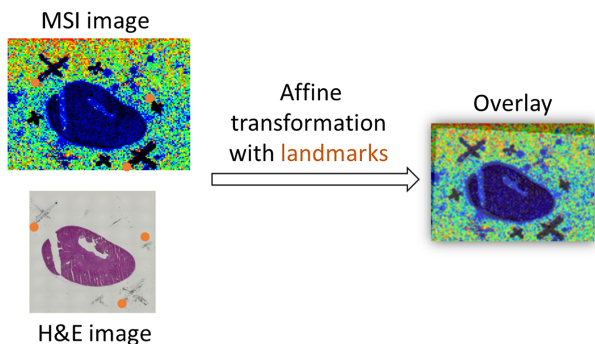 MSI image
Affine
transformation
with landmarks
Overlay
H&E image